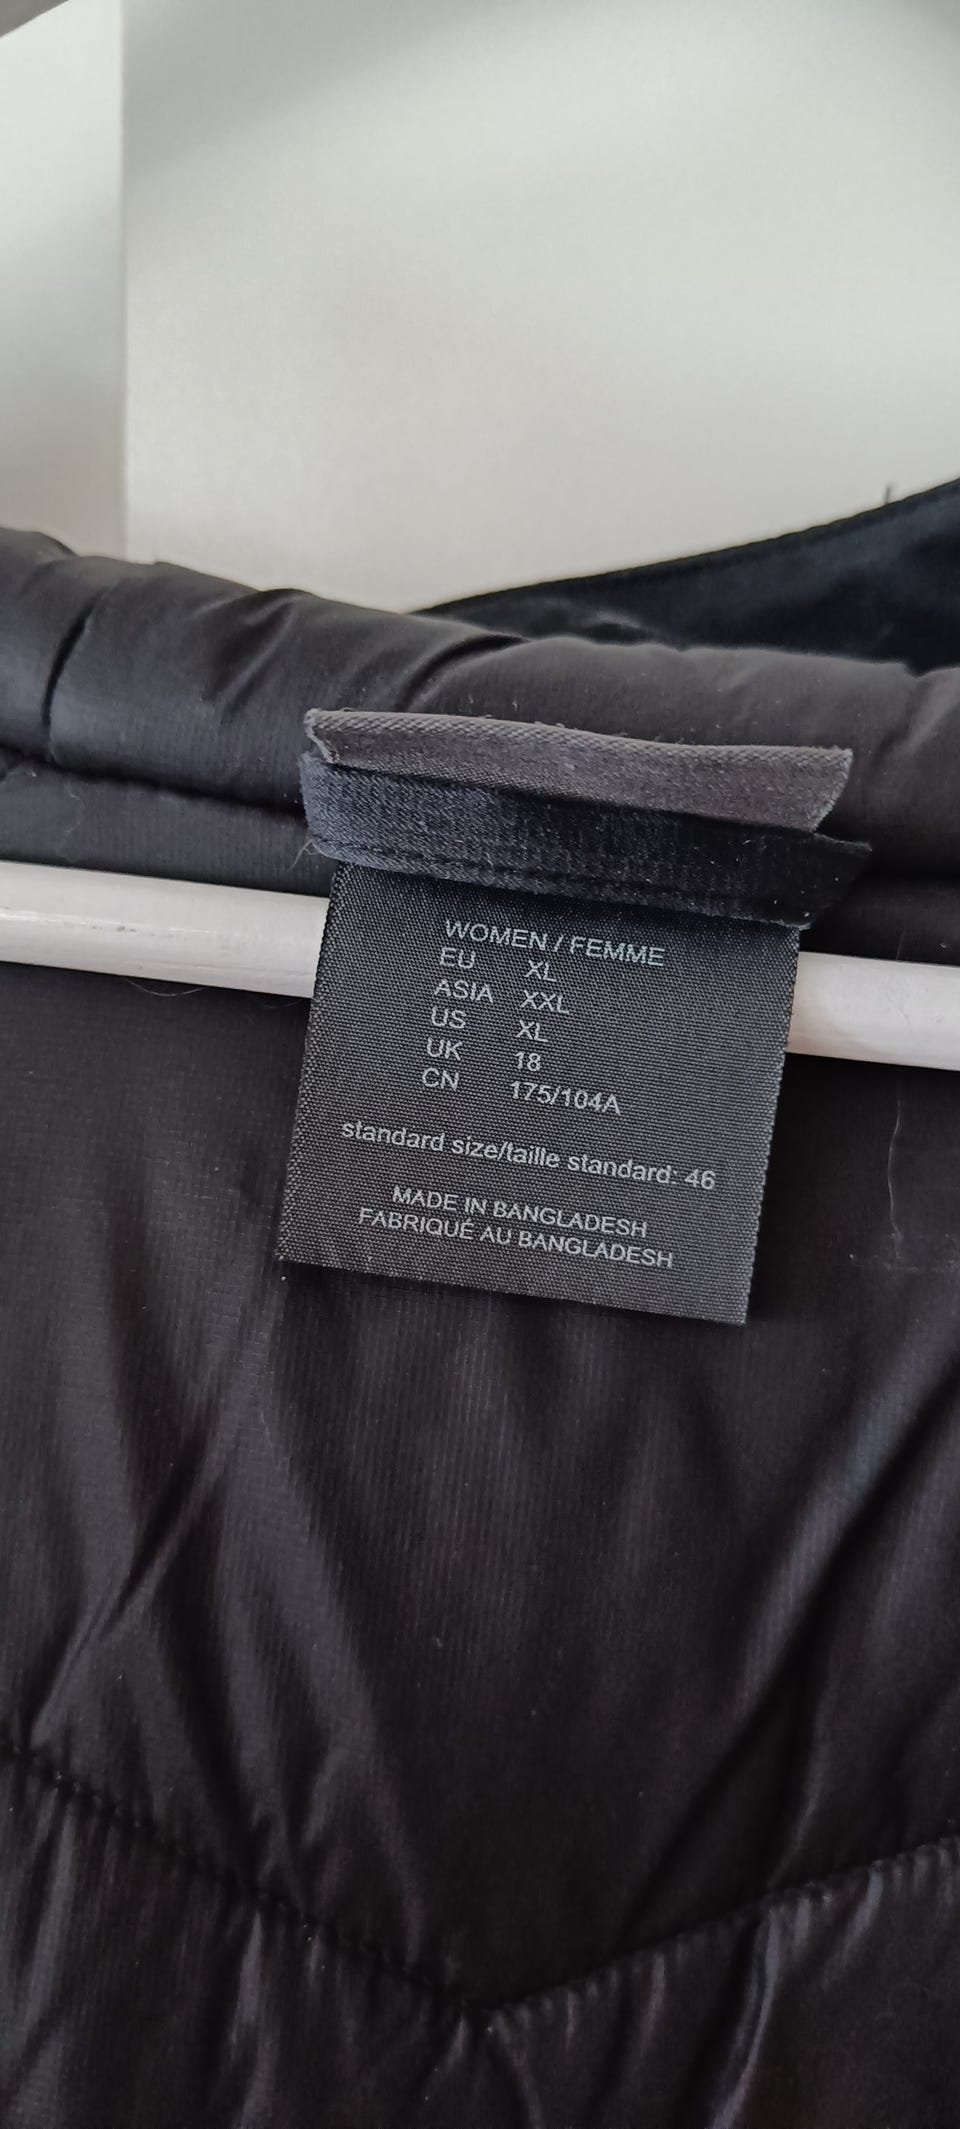 WOMEN / FEMME
EU XL
ASIA XXL
US XL
UK 18
CN 175/104A
standard size/taille standard: 46
MADE IN BANGLADESH
FABRIQUÉ AU BANGLADESH